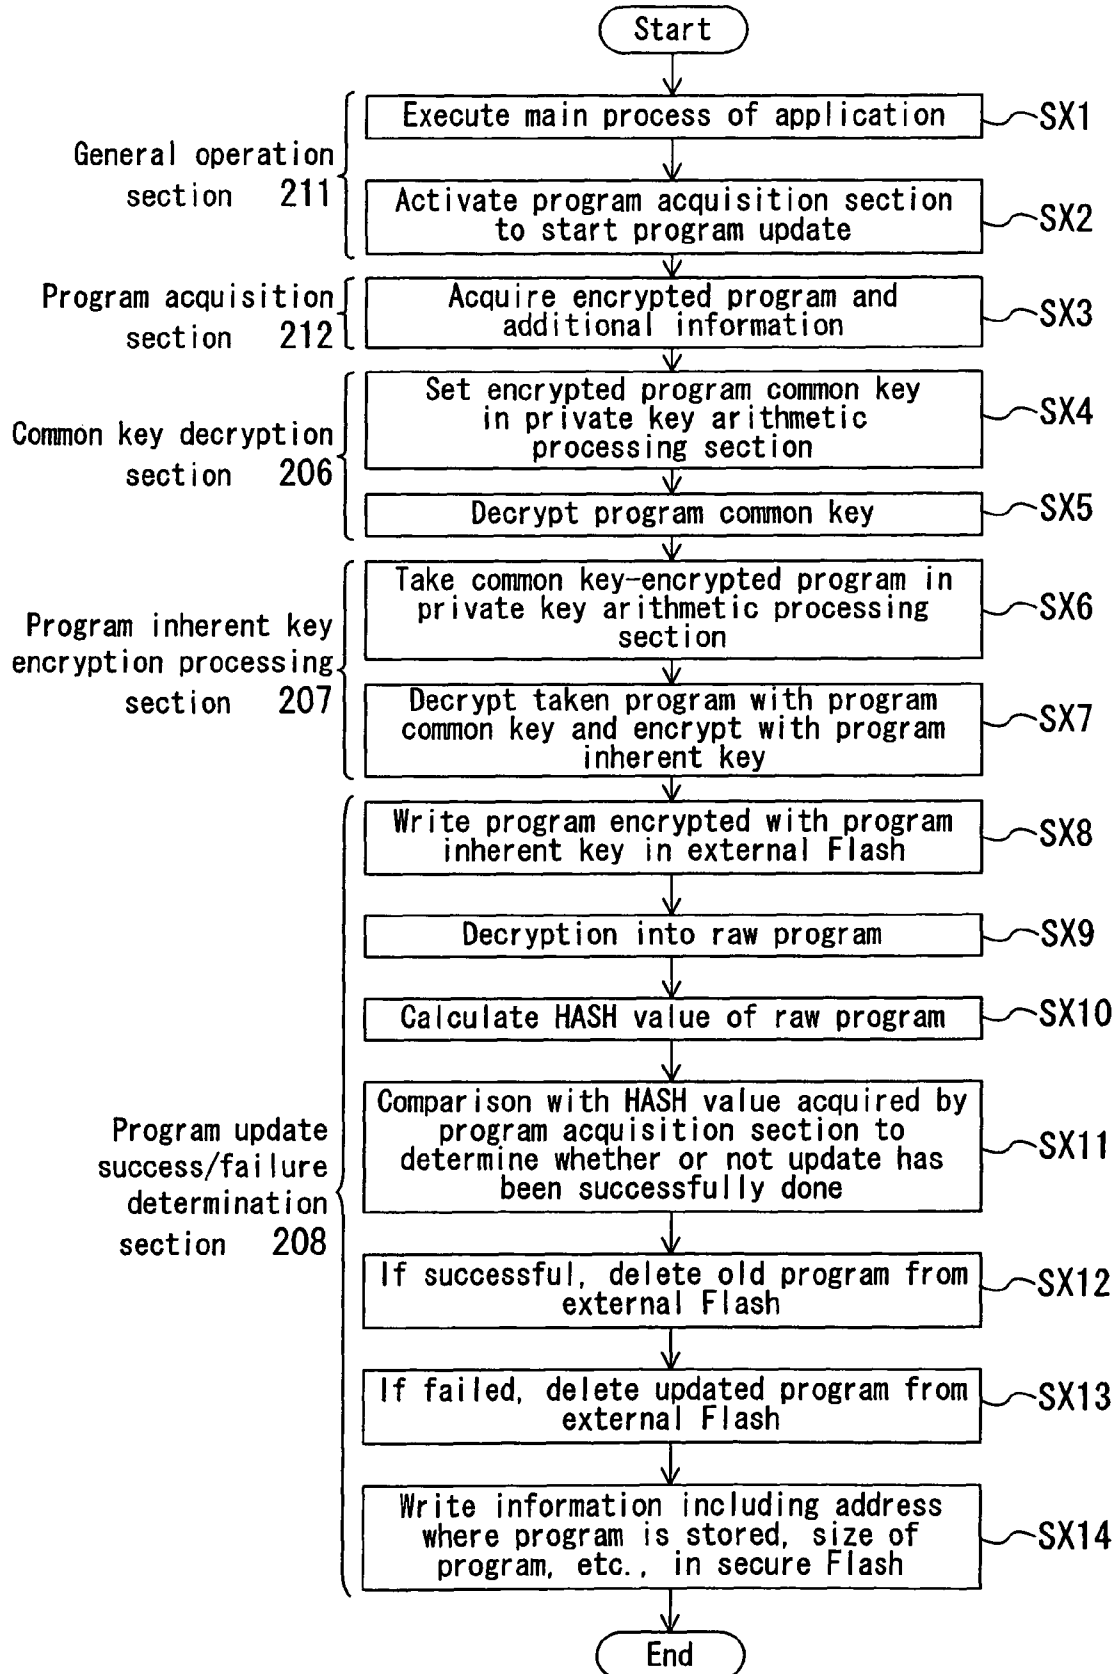 Start
Execute main process of application
SX1
General operation
section 211
Activate program acquisition section
to start program update
SX2
Program acquisition
section 212
Acquire encrypted program and
additional information
SX3
Common key decryption
section 206
Set encrypted program common key
in private key arithmetic
processing section
SX4
Decrypt program common key
SX5
Program inherent key
encryption processing
section 207
Take common key-encrypted program in
private key arithmetic processing
section
SX6
Decrypt taken program with program
common key and encrypt with program
inherent key
SX7
Program update
success/failure
determination
section 208
Write program encrypted with program
inherent key in external Flash
SX8
Decryption into raw program
SX9
Calculate HASH value of raw program
SX10
Comparison with HASH value acquired by
program acquisition section to
determine whether or not update has
been successfully done
SX11
If successful, delete old program from
external Flash
SX12
If failed, delete updated program from
external Flash
SX13
Write information including address
where program is stored, size of
program, etc., in secure Flash
SX14
End